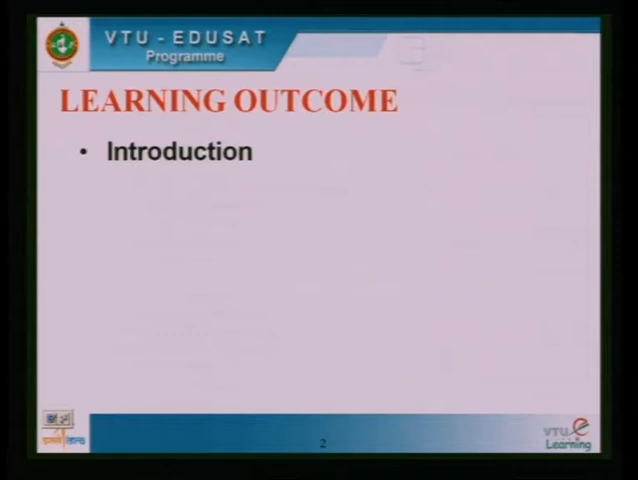 VTU - EDUSAT
Programme
LEARNING OUTCOME
• Introduction
2
VTU e
Learning